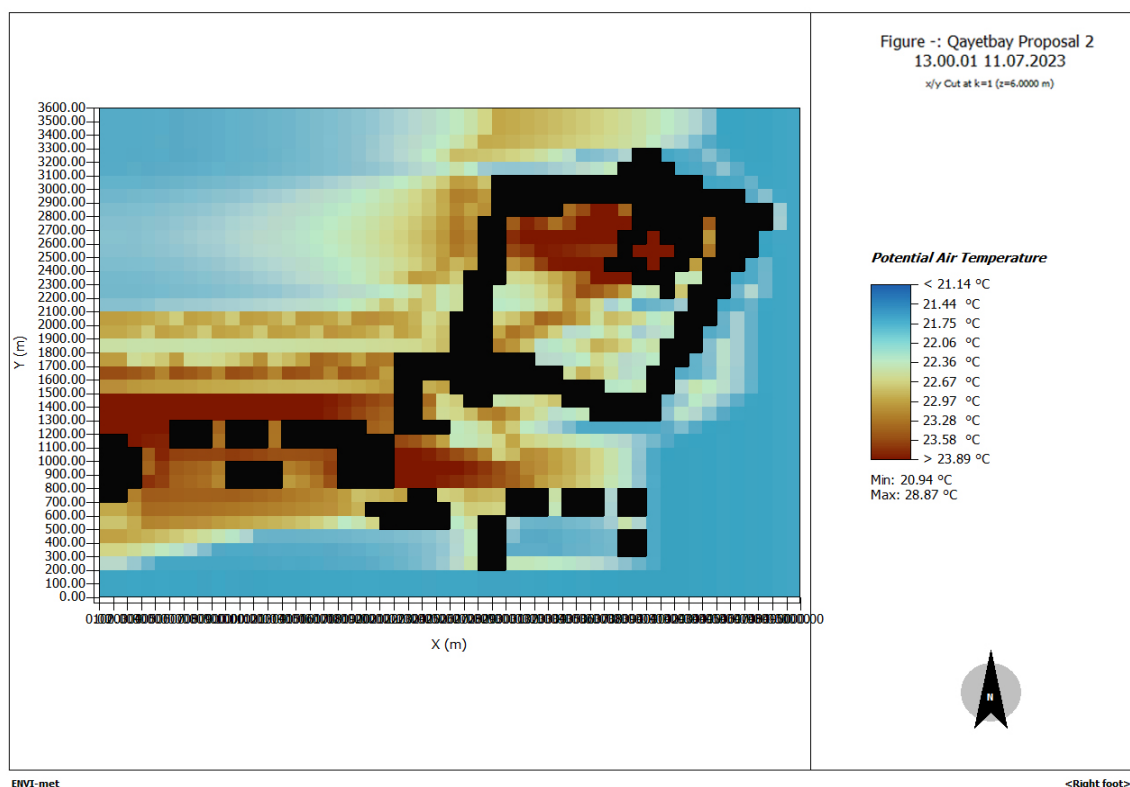 Figure -: Qayetbay Proposal 2
13.00.01 11.07.2023
x/y Cut at k=1 (z=6.0000 m)
3600.00
3500.00
3400.00
3300.00
3200.00
3100.00
3000.00
2900.00
2800.00
2700.00
2600.00
2500.00
2400.00
2300.00
2200.00
2100.00
2000.00
1900.00
1800.00
1700.00
1600.00
1500.00
1400.00
1300.00
1200.00
1100.00
1000.00
900.00
800.00
700.00
600.00
500.00
400.00
300.00
200.00
100.00
0.00
Y (m)
X (m)
Potential Air Temperature
< 21.14 °C
21.44 °C
21.75 °C
22.06 °C
22.36 °C
22.67 °C
22.97 °C
23.28 °C
23.58 °C
> 23.89 °C
Min: 20.94 °C
Max: 28.87 °C
N
ENVI-met
<Right foot>